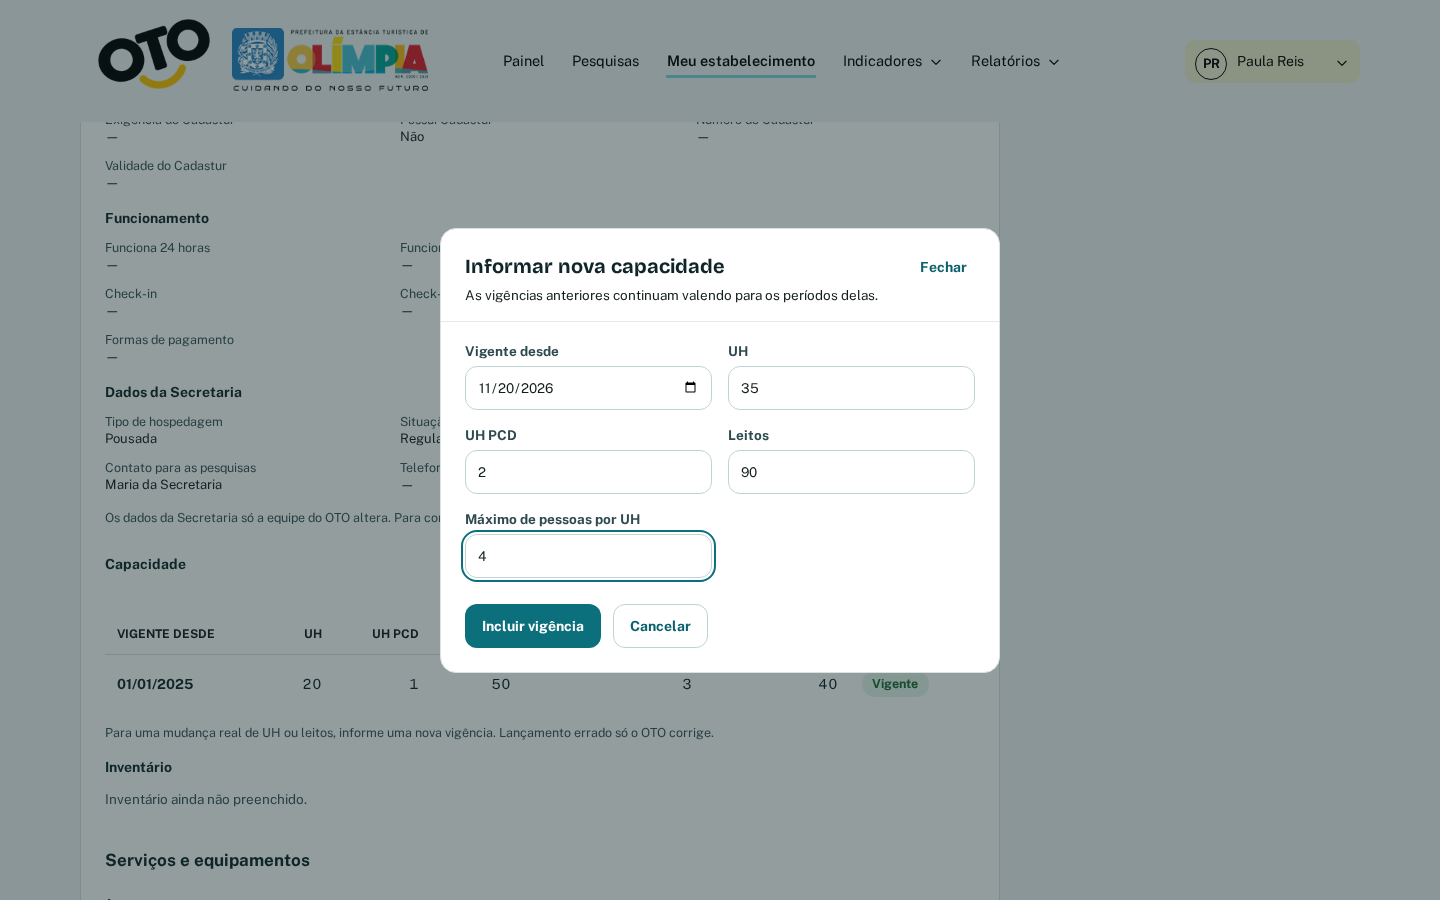 OTO
PREFEITURA DA ESTÂNCIA TURÍSTICA DE
OLÍMPIA
CUIDANDO DO NOSSO FUTURO
Painel
Pesquisas
Meu estabelecimento
Indicadores
Relatórios
PR
Paula Reis
—
Não
—
Validade do Cadastur
—
Funcionamento
Funciona 24 horas
—
—
Check-in
—
—
Formas de pagamento
—
Dados da Secretaria
Tipo de hospedagem
Pousada
Contato para as pesquisas
Maria da Secretaria
—
Os dados da Secretaria só a equipe do OTO altera. Para
Capacidade
VIGENTE DESDE UH UH PCD
01/01/2025 20 1 50 3 40 Vigente
Para uma mudança real de UH ou leitos, informe uma nova vigência. Lançamento errado só o OTO corrige.
Inventário
Inventário ainda não preenchido.
Serviços e equipamentos
Informar nova capacidade
Fechar
As vigências anteriores continuam valendo para os períodos delas.
Vigente desde
11/20/2026
UH
35
UH PCD
2
Leitos
90
Máximo de pessoas por UH
4
Incluir vigência
Cancelar